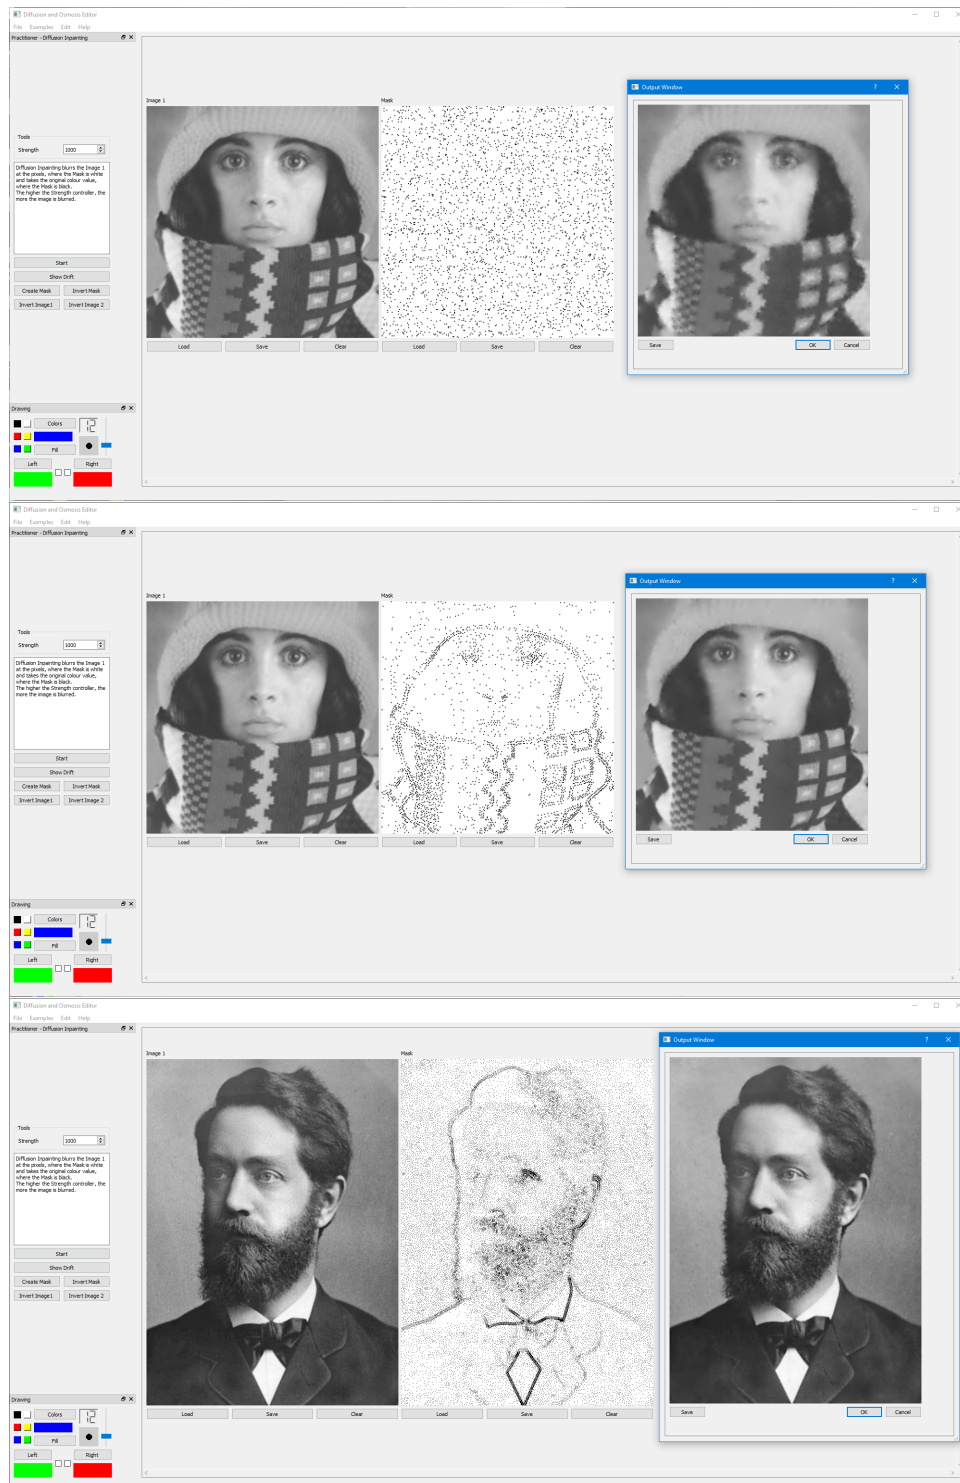 Diffusion and Osmosis Editor
File Examples Edit Help
Practitioner - Diffusion Inpainting
Image 1
Mask
Output Window
Tools
Strength 1000
Diffusion Inpainting blurrs the Image 1
at the pixels, where the Mask is white
and takes the original colour value,
where the Mask is black.
The higher the Strength controller, the
more the image is blurred.
Start
Show Drift
Create Mask Invert Mask
Invert Image1 Invert Image 2
Load Save Clear Load Save Clear
Save OK Cancel
Drawing
Colors 12
Fill
Left Right
Diffusion and Osmosis Editor
File Examples Edit Help
Practitioner - Diffusion Inpainting
Image 1
Mask
Output Window
Tools
Strength 1000
Diffusion Inpainting blurrs the Image 1
at the pixels, where the Mask is white
and takes the original colour value,
where the Mask is black.
The higher the Strength controller, the
more the image is blurred.
Start
Show Drift
Create Mask Invert Mask
Invert Image1 Invert Image 2
Load Save Clear Load Save Clear
Save OK Cancel
Drawing
Colors 12
Fill
Left Right
Diffusion and Osmosis Editor
File Examples Edit Help
Practitioner - Diffusion Inpainting
Image 1
Mask
Output Window
Tools
Strength 1000
Diffusion Inpainting blurrs the Image 1
at the pixels, where the Mask is white
and takes the original colour value,
where the Mask is black.
The higher the Strength controller, the
more the image is blurred.
Start
Show Drift
Create Mask Invert Mask
Invert Image1 Invert Image 2
Load Save Clear Load Save Clear
Save OK Cancel
Drawing
Colors 12
Fill
Left Right